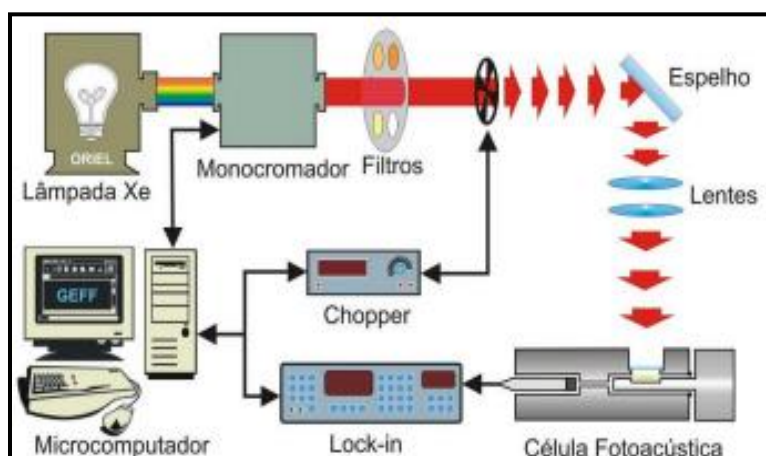 Espelho
ORIEL
Lâmpada Xe
Monocromador
Filtros
Lentes
GEFF
Chopper
Microcomputador
Lock-in
Célula Fotoacústica